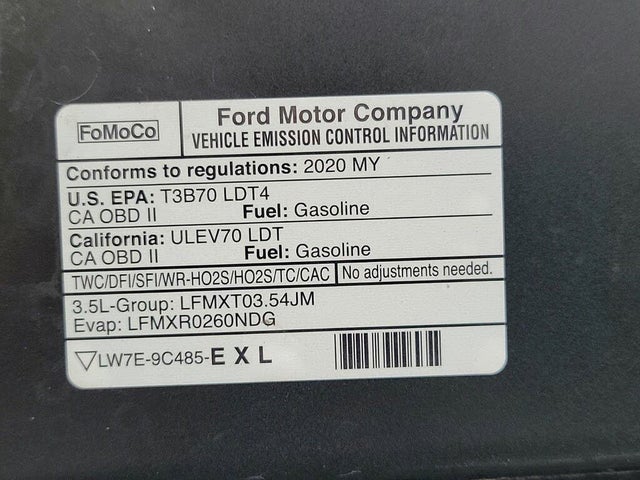 FoMoCo
Ford Motor Company
VEHICLE EMISSION CONTROL INFORMATION
Conforms to regulations: 2020 MY
U.S. EPA: T3B70 LDT4
CA OBD II Fuel: Gasoline
California: ULEV70 LDT
CA OBD II Fuel: Gasoline
TWC/DFI/SFI/WR-HO2S/HO2S/TC/CAC No adjustments needed.
3.5L-Group: LFMXT03.54JM
Evap: LFMXR0260NDG
LW7E-9C485-EXL